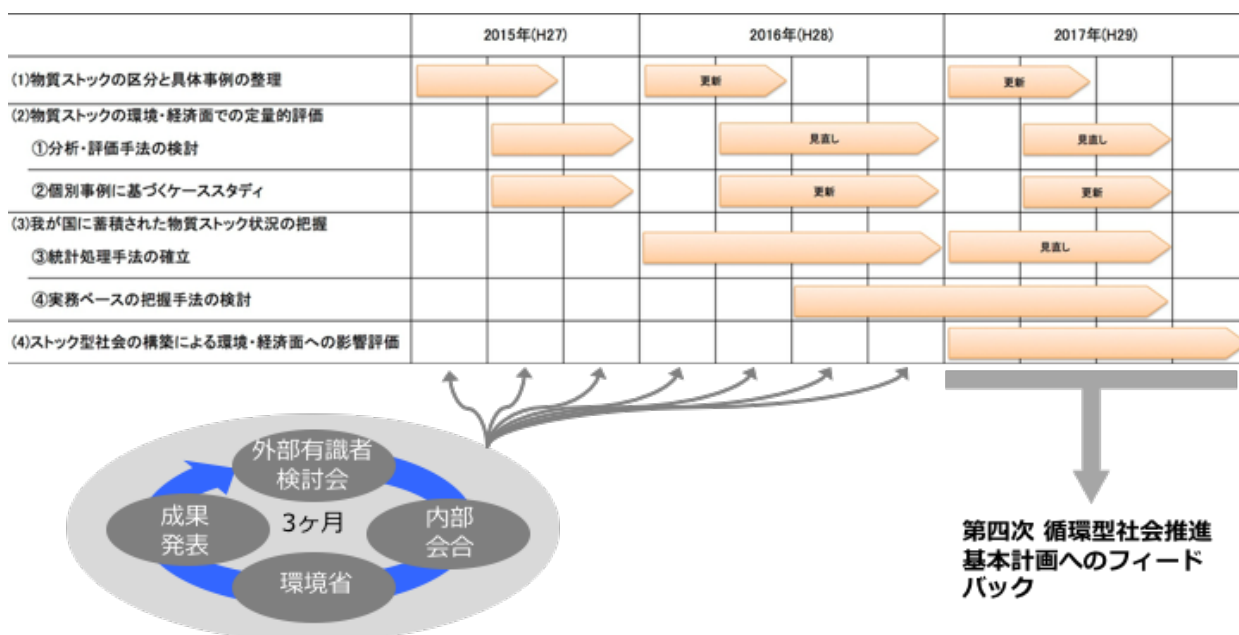 2015年(H27)
2016年(H28)
2017年(H29)
(1)物質ストックの区分と具体事例の整理
更新
更新
(2)物質ストックの環境・経済面での定量的評価
①分析・評価手法の検討
見直し
見直し
②個別事例に基づくケーススタディ
更新
更新
(3)我が国に蓄積された物質ストック状況の把握
③統計処理手法の確立
見直し
④実務ベースの把握手法の検討
(4)ストック型社会の構築による環境・経済面への影響評価
外部有識者
検討会
成果
発表
3ヶ月
内部
会合
環境省
第四次 循環型社会推進
基本計画へのフィード
バック